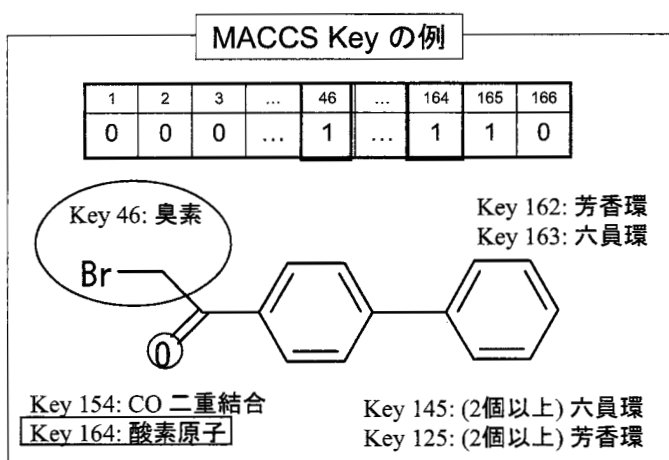 MACCS Key の例
1 2 3 ... 46 ... 164 165 166
0 0 0 ... 1 ... 1 1 0
Key 46: 臭素
Key 162: 芳香環
Key 163: 六員環
Br
O
Key 154: CO 二重結合
Key 164: 酸素原子
Key 145: (2個以上) 六員環
Key 125: (2個以上) 芳香環